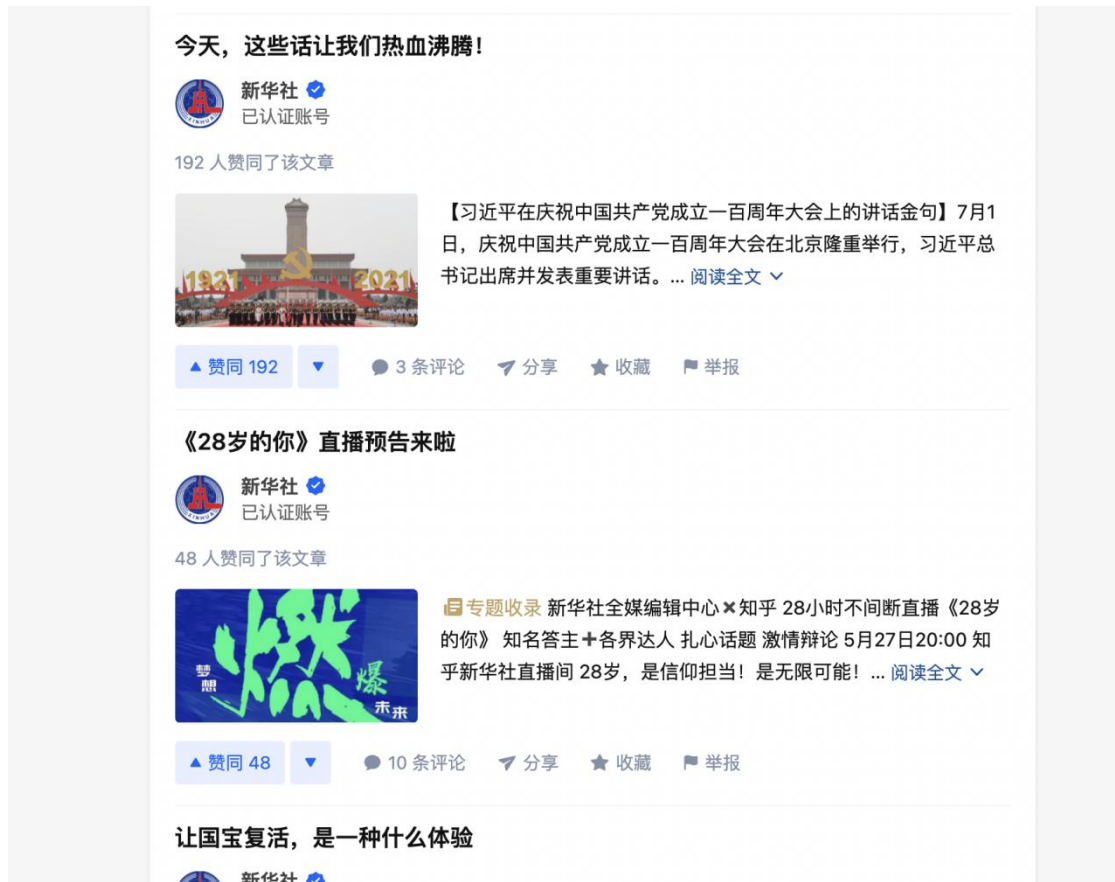 今天，这些话让我们热血沸腾！
新华社
已认证账号
192 人赞同了该文章
1921 2021
【习近平在庆祝中国共产党成立一百周年大会上的讲话金句】7月1
日，庆祝中国共产党成立一百周年大会在北京隆重举行，习近平总
书记出席并发表重要讲话。... 阅读全文
赞同 192
3 条评论 分享 收藏 举报
《28岁的你》直播预告来啦
新华社
已认证账号
48 人赞同了该文章
梦想
燃
爆
未来
专题收录 新华社全媒编辑中心×知乎 28小时不间断直播《28岁
的你》 知名答主+各界达人 扎心话题 激情辩论 5月27日20:00 知
乎新华社直播间 28岁，是信仰担当！是无限可能！... 阅读全文
赞同 48
10 条评论 分享 收藏 举报
让国宝复活，是一种什么体验
新华社